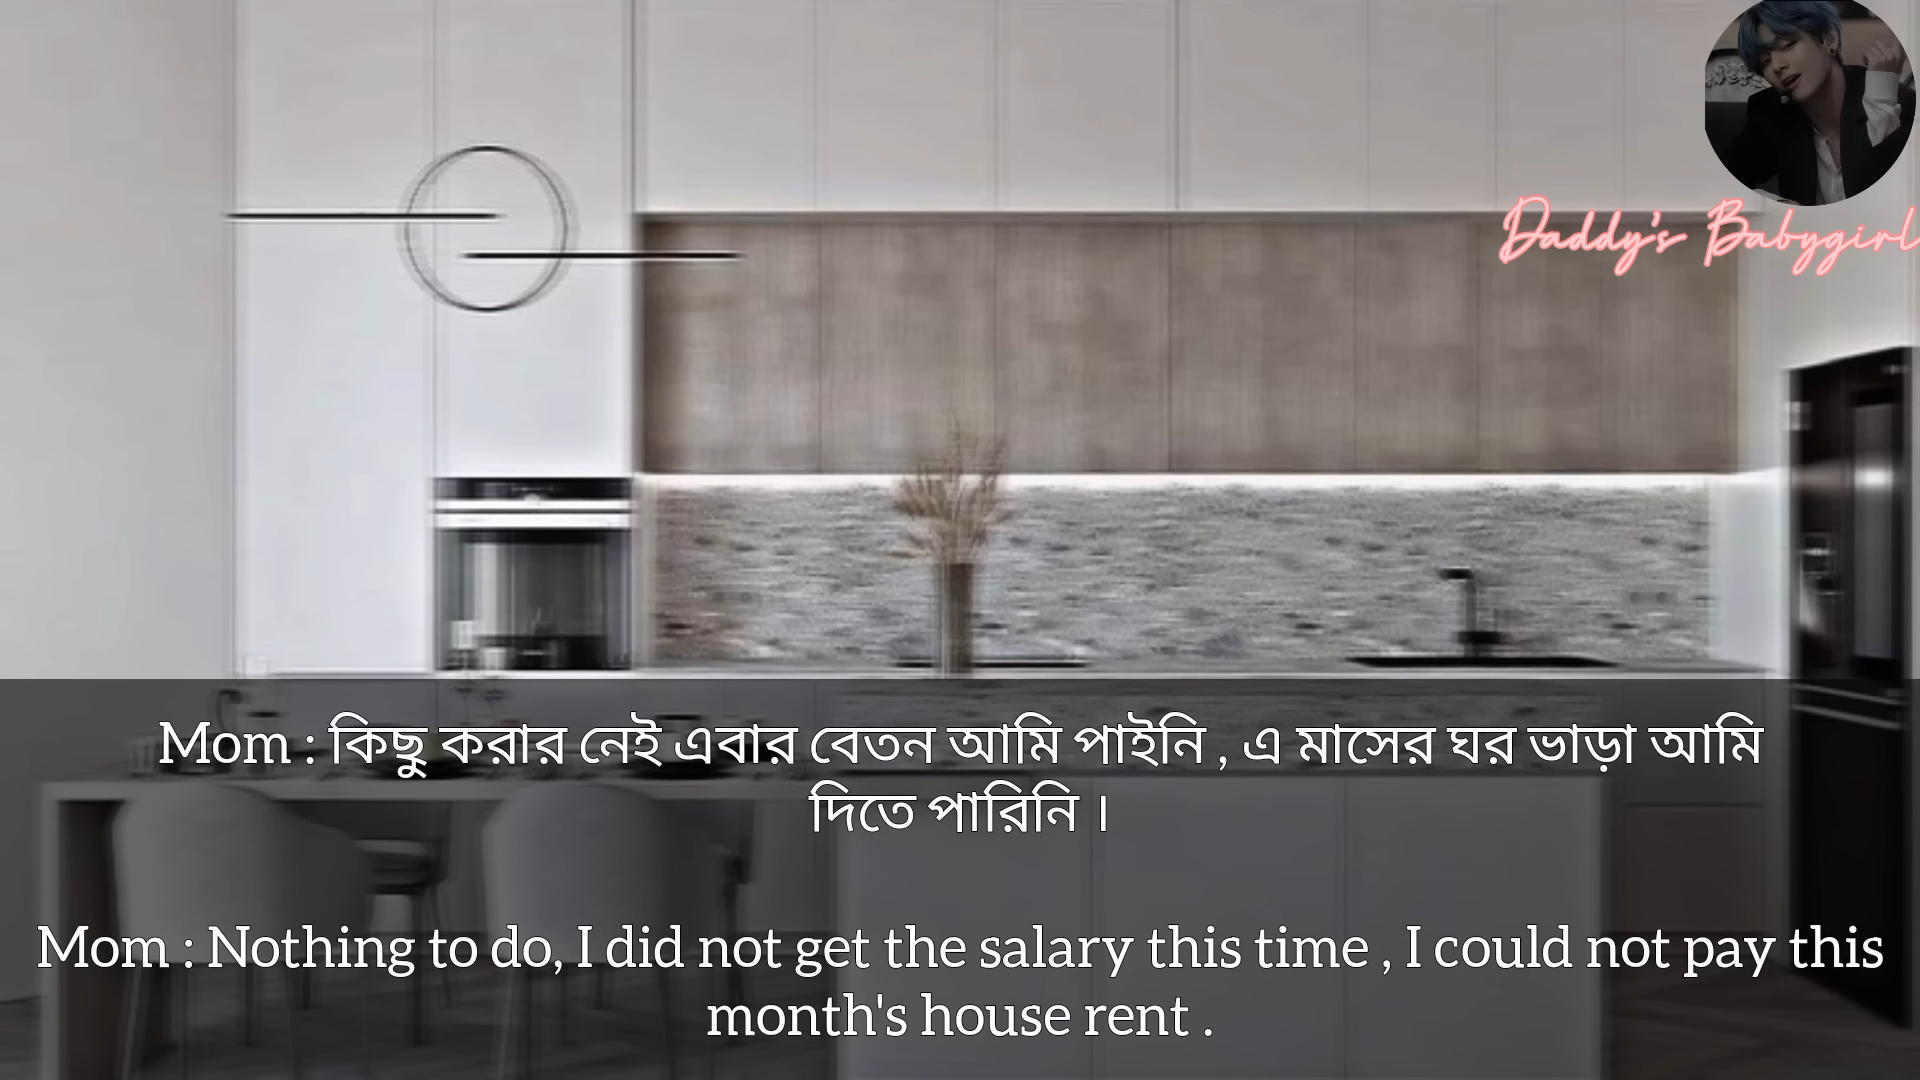 Daddy's Babygirl
Mom : কিছু করার নেই এবার বেতন আমি পাইনি , এ মাসের ঘর ভাড়া আমি
দিতে পারিনি ।
Mom : Nothing to do, I did not get the salary this time , I could not pay this
month's house rent .